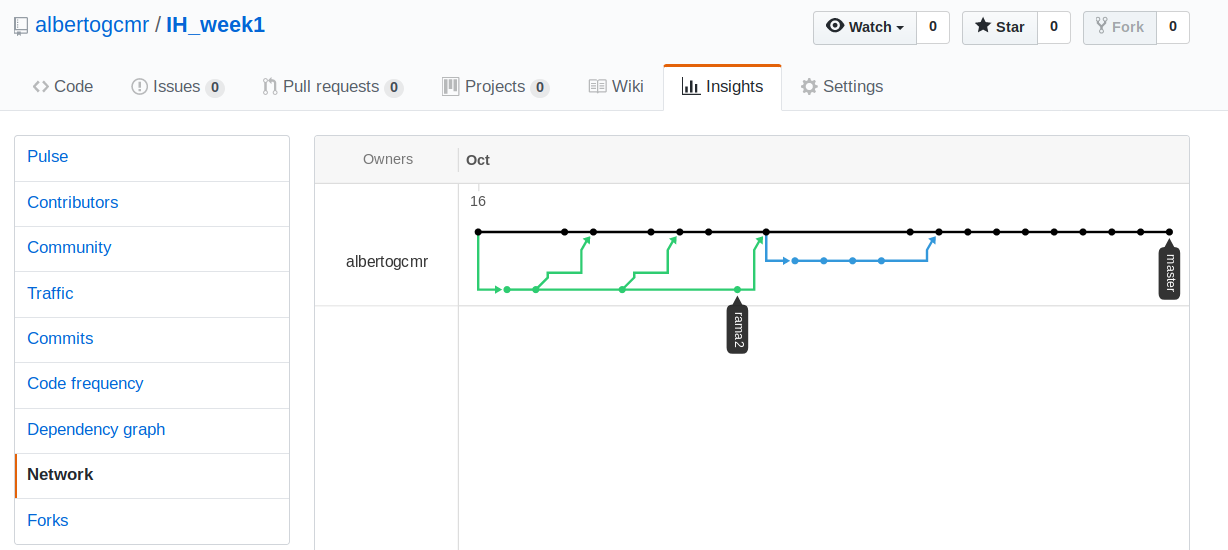 albertogcmr / IH_week1
Watch 0 Star 0 Fork 0
Code Issues 0 Pull requests 0 Projects 0 Wiki Insights Settings
Pulse
Contributors
Community
Traffic
Commits
Code frequency
Dependency graph
Network
Forks
Owners Oct
16
albertogcmr
master
rama2